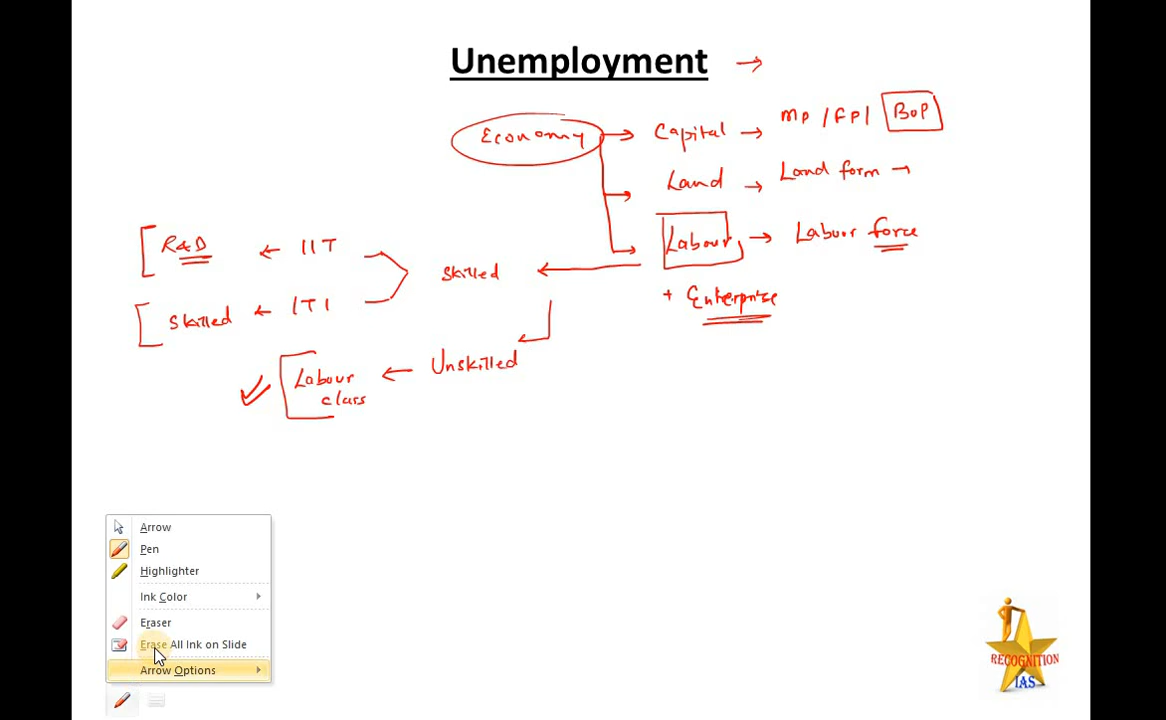 Unemployment →
Economy → Capital → MP / FP / BoP
Land → Land form →
Labour → Labour force
+ Enterprise
Skilled
R&D ← IIT
Skilled ← ITI
Unskilled
Labour class ←
Arrow
Pen
Highlighter
Ink Color
Eraser
Erase All Ink on Slide
Arrow Options
RECOGNITION
IAS